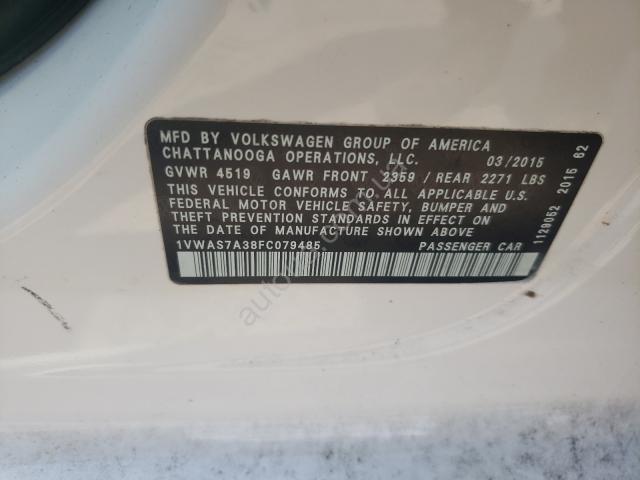 MFD BY VOLKSWAGEN GROUP OF AMERICA
CHATTANOOGA OPERATIONS, LLC. 03/2015
GVWR 4519 GAWR FRONT 2359 / REAR 2271 LBS
THIS VEHICLE CONFORMS TO ALL APPLICABLE U.S.
FEDERAL MOTOR VEHICLE SAFETY, BUMPER AND
THEFT PREVENTION STANDARDS IN EFFECT ON
THE DATE OF MANUFACTURE SHOWN ABOVE
1VWAS7A38FC079485 PASSENGER CAR
1129052 2015 62